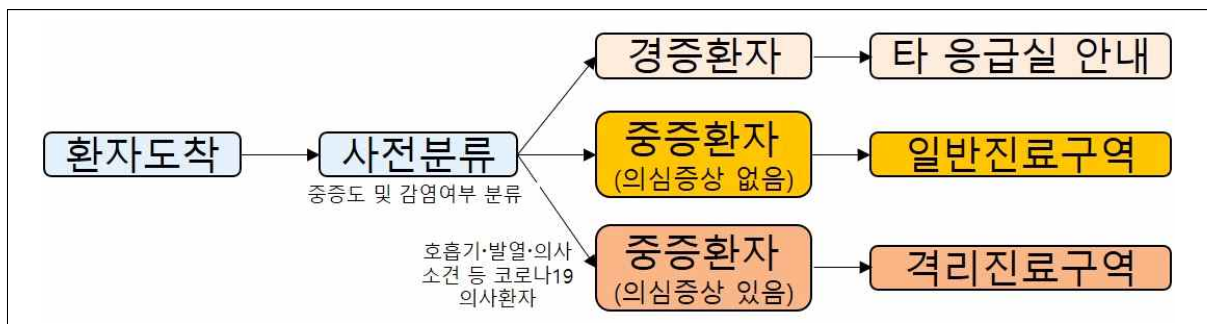 환자도착
사전분류
중증도 및 감염여부 분류
경증환자
타 응급실 안내
중증환자
(의심증상 없음)
일반진료구역
호흡기·발열·의사
소견 등 코로나19
의사환자
중증환자
(의심증상 있음)
격리진료구역